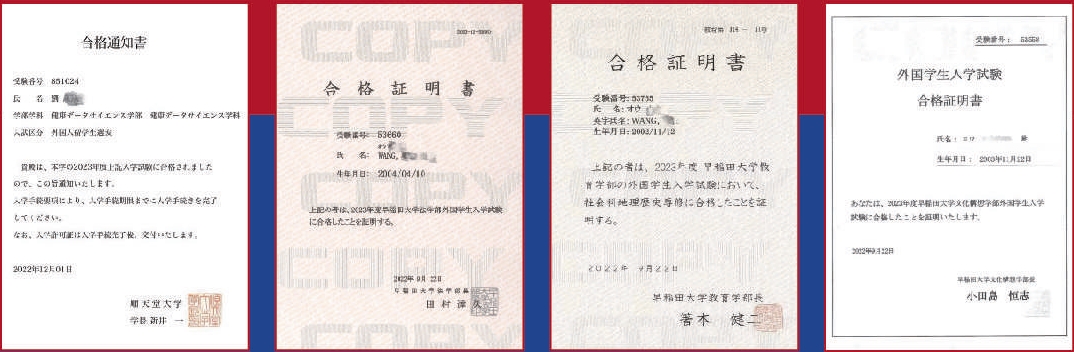 合格通知書
受験番号 851024
氏 名 劉
学部学科 健康データサイエンス学部 健康データサイエンス学科
入試区分 外国人留学生選抜
貴殿は、本学の2023年度上記入学試験に合格されました
ので、この旨通知いたします。
入学手続要項により、入学手続期限までに入学手続きを完了
してください。
なお、入学許可証は入学手続完了後、交付いたします。
2022年12月01日
順天堂大学
学長 新井 一
合格証明書
受験番号: 53660
氏 名: WANG,
生年月日: 2004/04/10
上記の者は、2023年度早稲田大学法学部外国学生入学試験
に合格したことを証明する。
2022年 9月 22日
早稲田大学法学部長
田村 達久
COPY
COPY
COPY
COPY
合格証明書
受験番号: 53755
氏 名: オウ
英字氏名: WANG,
生年月日: 2003/11/12
上記の者は、2023年度 早稲田大学教
育学部の外国学生入学試験において、
社会科地理歴史専修に合格したことを証
明する。
2022年 9月22日
早稲田大学教育学部長
箸本 健二
受験番号: 53558
外国学生入学試験
合格証明書
氏名:
生年月日: 2003年11月22日
あなたは、2023年度早稲田大学文化構想学部外国学生入学
試験に合格したことを証明いたします。
2022年9月22日
早稲田大学文化構想学部長
小田島 恒志